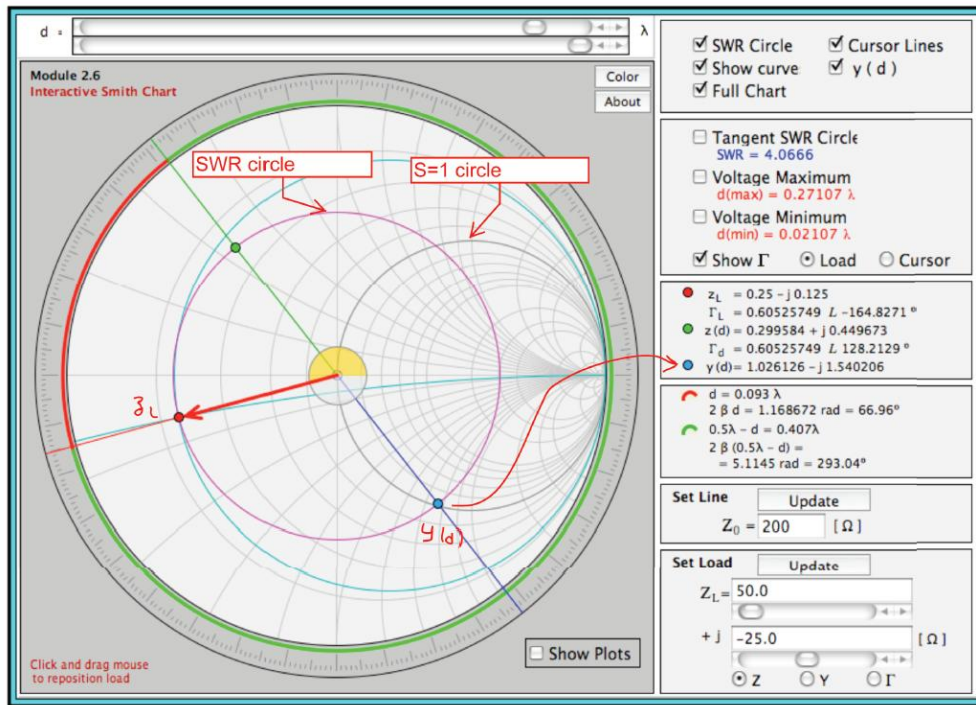 d =
λ
Module 2.6
Interactive Smith Chart
Color
About
SWR circle
S=1 circle
zL
y(d)
Click and drag mouse
to reposition load
Show Plots
SWR Circle
Cursor Lines
Show curve
y ( d )
Full Chart
Tangent SWR Circle
SWR = 4.0666
Voltage Maximum
d(max) = 0.27107 λ
Voltage Minimum
d(min) = 0.02107 λ
Show Γ
Load
Cursor
zL = 0.25 - j 0.125
ΓL = 0.60525749 ∠ -164.8271 º
z(d) = 0.299584 + j 0.449673
Γd = 0.60525749 ∠ 128.2129 º
y(d) = 1.026126 - j 1.540206
d = 0.093 λ
2 β d = 1.168672 rad = 66.96º
0.5λ - d = 0.407λ
2 β (0.5λ - d) =
= 5.1145 rad = 293.04º
Set Line
Update
Z0 = 200 [ Ω ]
Set Load
Update
ZL= 50.0
+ j -25.0 [ Ω ]
Z
Y
Γ